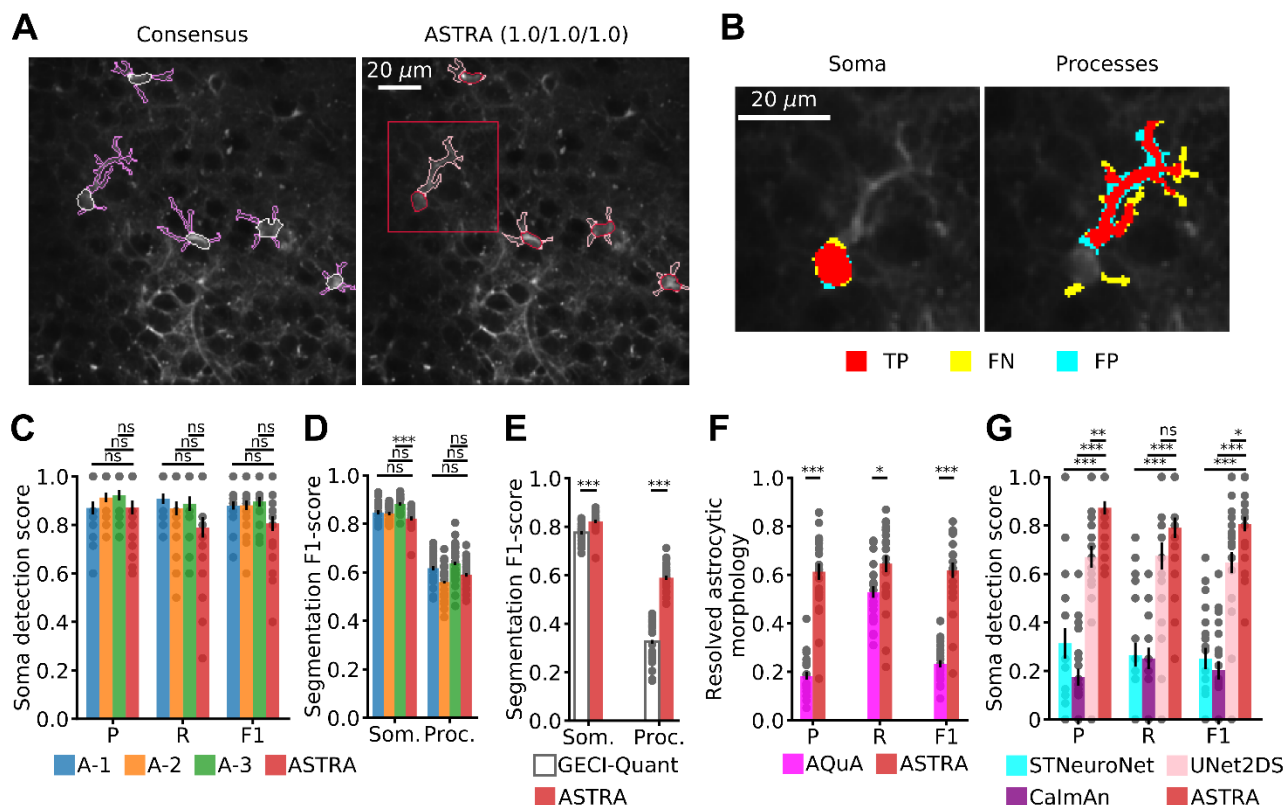 A
Consensus
ASTRA (1.0/1.0/1.0)
20 μm
B
Soma
Processes
20 μm
TP
FN
FP
C
ns
ns
ns
ns
ns
ns
ns
ns
ns
Soma detection score
1.0
0.8
0.6
0.4
0.2
0.0
P
R
F1
A-1
A-2
A-3
ASTRA
D
***
ns
ns
ns
ns
ns
Segmentation F1-score
1.0
0.8
0.6
0.4
0.2
0.0
Som.
Proc.
E
***
***
Segmentation F1-score
1.0
0.8
0.6
0.4
0.2
0.0
Som.
Proc.
GECI-Quant
ASTRA
F
***
*
***
Resolved astrocytic
morphology
1.0
0.8
0.6
0.4
0.2
0.0
P
R
F1
AQuA
ASTRA
G
**
***
***
ns
***
***
*
***
***
Soma detection score
1.0
0.8
0.6
0.4
0.2
0
P
R
F1
STNeuroNet
UNet2DS
CaImAn
ASTRA